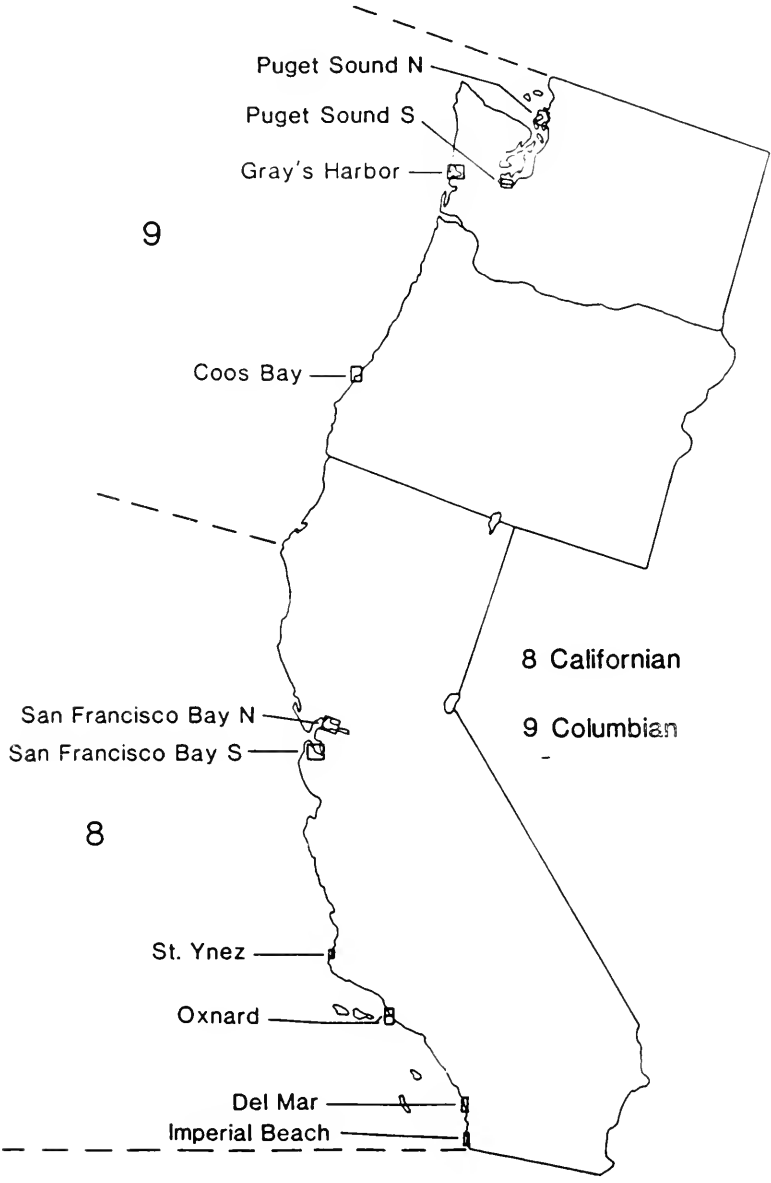 Puget Sound N
Puget Sound S
Gray's Harbor
9
Coos Bay
8 Californian
San Francisco Bay N
9 Columbian
San Francisco Bay S
8
St. Ynez
Oxnard
Del Mar
Imperial Beach